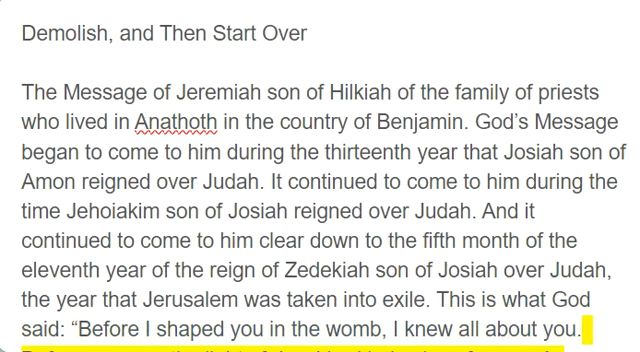 Demolish, and Then Start Over
The Message of Jeremiah son of Hilkiah of the family of priests
who lived in Anathoth in the country of Benjamin. God’s Message
began to come to him during the thirteenth year that Josiah son of
Amon reigned over Judah. It continued to come to him during the
time Jehoiakim son of Josiah reigned over Judah. And it
continued to come to him clear down to the fifth month of the
eleventh year of the reign of Zedekiah son of Josiah over Judah,
the year that Jerusalem was taken into exile. This is what God
said: “Before I shaped you in the womb, I knew all about you.